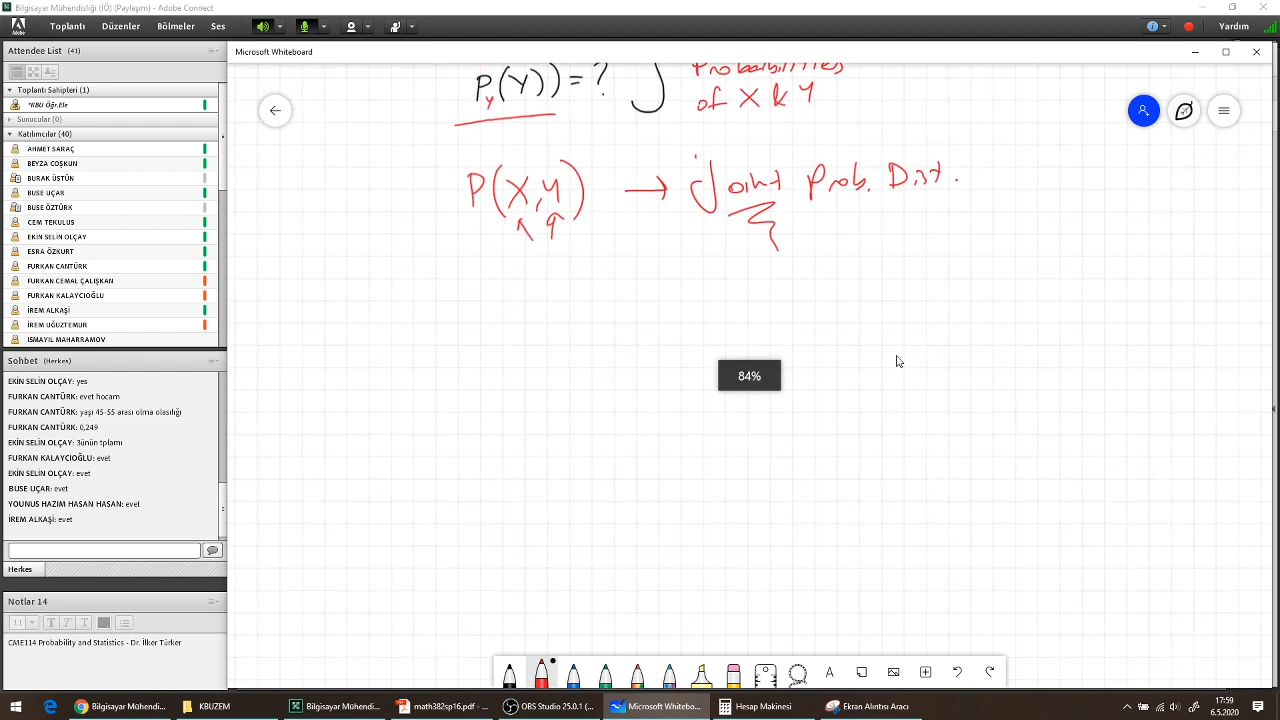 Bilgisayar Mühendisliği (İÖ) (Paylaşım) - Adobe Connect
Toplantı Düzenler Bölmeler Ses Yardım
Attendee List (41)
Toplantı Sahipleri (1)
*KBU Öğr.Ele
Sunucular (0)
Katılımcılar (40)
AHMET SARAÇ
BEYZA COŞKUN
BURAK ÜSTÜN
BUSE UÇAR
BUSE ÖZTÜRK
CEM TEKULUS
EKİN SELİN OLÇAY
ESRA ÖZKURT
FURKAN CANTÜRK
FURKAN CEMAL ÇALIŞKAN
FURKAN KALAYCIOĞLU
İREM ALKAŞİ
İREM UĞUZTEMUR
ISMAYIL MAHARRAMOV
Sohbet (Herkes)
EKİN SELİN OLÇAY: yes
FURKAN CANTÜRK: evet hocam
FURKAN CANTÜRK: yaşı 45-55 arası olma olasılığı
FURKAN CANTÜRK: 0,249
EKİN SELİN OLÇAY: 3ünün tplamı
FURKAN KALAYCIOĞLU: evet
EKİN SELİN OLÇAY: evet
BUSE UÇAR: evet
YOUNUS HAZIM HASAN HASAN: evet
İREM ALKAŞİ: evet
Herkes
Notlar 14
11
CME114 Probability and Statistics - Dr. İlker Türker
Microsoft Whiteboard
Probabilities
P_Y(Y)) = ? of X & Y
P(X,Y) → joint Prob. Dist.
84%
Bilgisayar Mühendi...
KRUZEM
Bilgisayar Mühendi...
math382sp16.pdf - ...
OBS Studio 25.0.1 (...
Microsoft Whitebo...
Hesap Makinesi
Ekran Alıntısı Aracı
17:59
6.5.2020